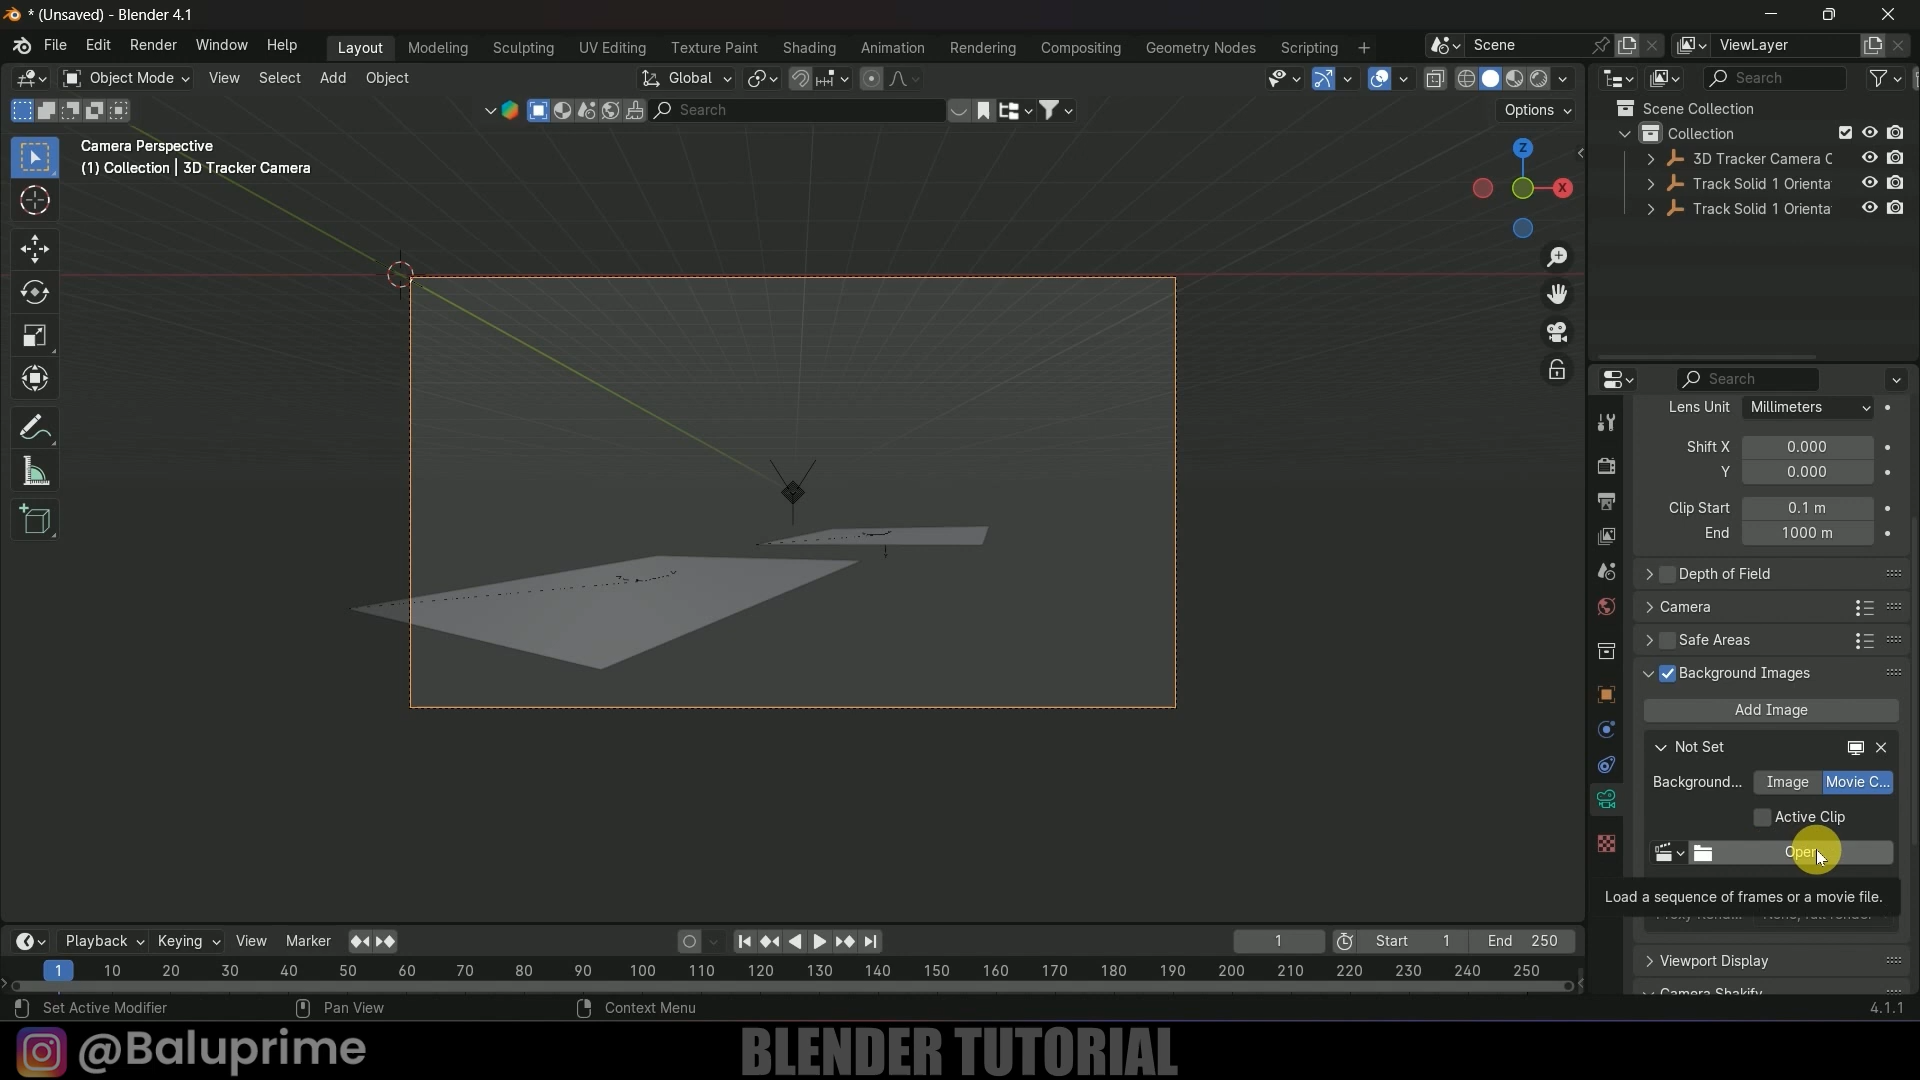 * (Unsaved) - Blender 4.1
File Edit Render Window Help
Layout Modeling Sculpting UV Editing Texture Paint Shading Animation Rendering Compositing Geometry Nodes Scripting +
Scene
ViewLayer
Object Mode View Select Add Object
Global
Search
Search
Options
Camera Perspective
(1) Collection | 3D Tracker Camera
Z
X
Scene Collection
Collection
3D Tracker Camera C
Track Solid 1 Orienta
Track Solid 1 Orienta
Search
Lens Unit Millimeters
Shift X 0.000
Y 0.000
Clip Start 0.1 m
End 1000 m
Depth of Field
Camera
Safe Areas
Background Images
Add Image
Not Set
Background... Image Movie C...
Active Clip
Open
Load a sequence of frames or a movie file.
Viewport Display
Camera Shakify
Playback Keying View Marker
1 Start 1 End 250
1 10 20 30 40 50 60 70 80 90 100 110 120 130 140 150 160 170 180 190 200 210 220 230 240 250
Set Active Modifier Pan View Context Menu
4.1.1
@Baluprime
BLENDER TUTORIAL